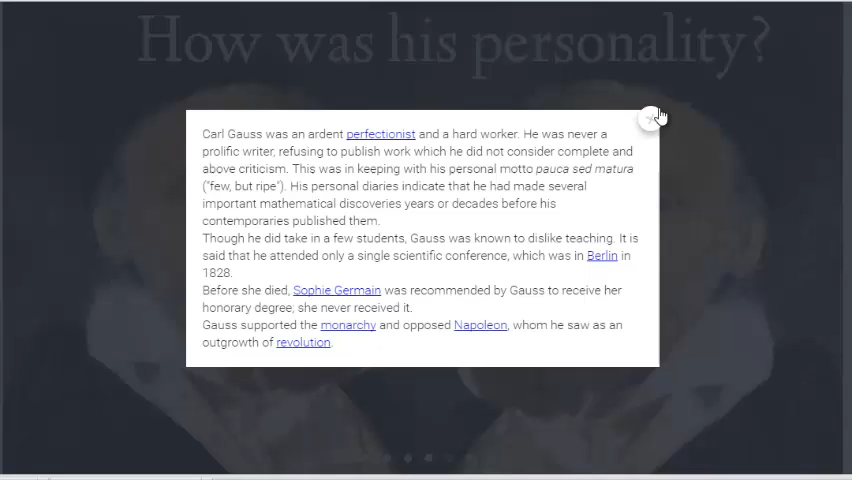 How was his personality?
Carl Gauss was an ardent perfectionist and a hard worker. He was never a
prolific writer, refusing to publish work which he did not consider complete and
above criticism. This was in keeping with his personal motto pauca sed matura
("few, but ripe"). His personal diaries indicate that he had made several
important mathematical discoveries years or decades before his
contemporaries published them.
Though he did take in a few students, Gauss was known to dislike teaching. It is
said that he attended only a single scientific conference, which was in Berlin in
1828.
Before she died, Sophie Germain was recommended by Gauss to receive her
honorary degree; she never received it.
Gauss supported the monarchy and opposed Napoleon, whom he saw as an
outgrowth of revolution.